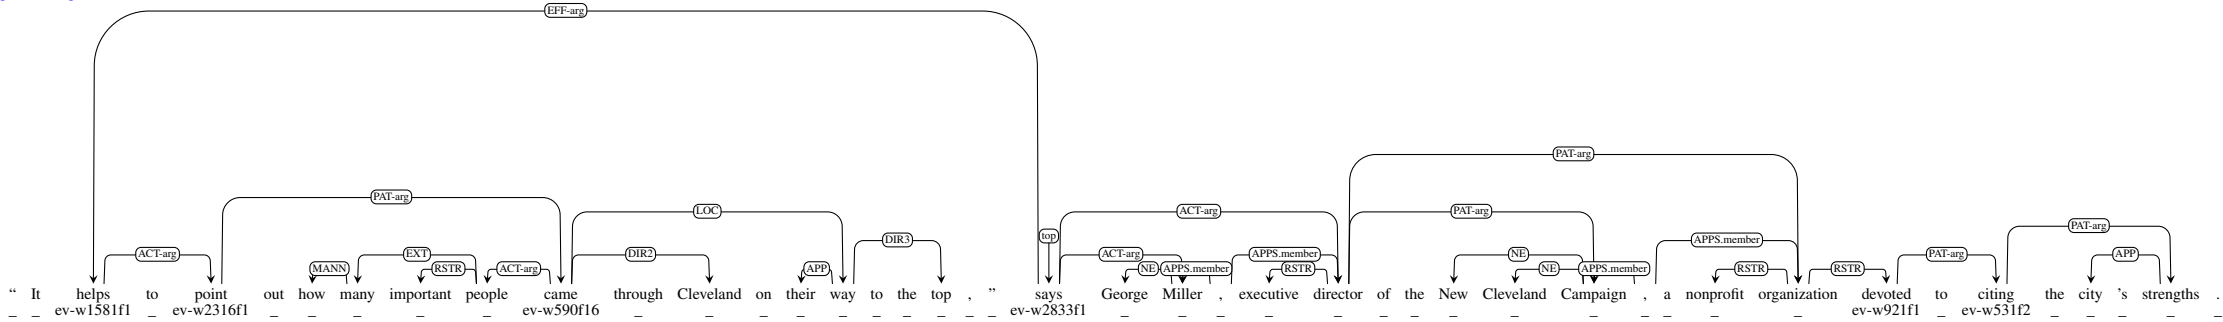 EFF-arg
PAT-arg
PAT-arg
LOC ACT-arg PAT-arg
PAT-arg
top DIR3 APPS.member
ACT-arg EXT DIR2 ACT-arg APPS.member NE PAT-arg APP
MANN RSTR ACT-arg APP NE APPS.member RSTR NE APPS.member RSTR RSTR
“ It helps to point out how many important people came through Cleveland on their way to the top , ” says George Miller , executive director of the New Cleveland Campaign , a nonprofit organization devoted to citing the city ’s strengths .
_ _ ev-w1581f1 _ ev-w2316f1 _ _ _ _ _ ev-w590f16 _ _ _ _ _ _ _ _ _ _ ev-w2833f1 _ _ _ _ _ _ _ _ _ _ _ _ _ _ ev-w921f1 _ ev-w531f2 _ _ _ _ _